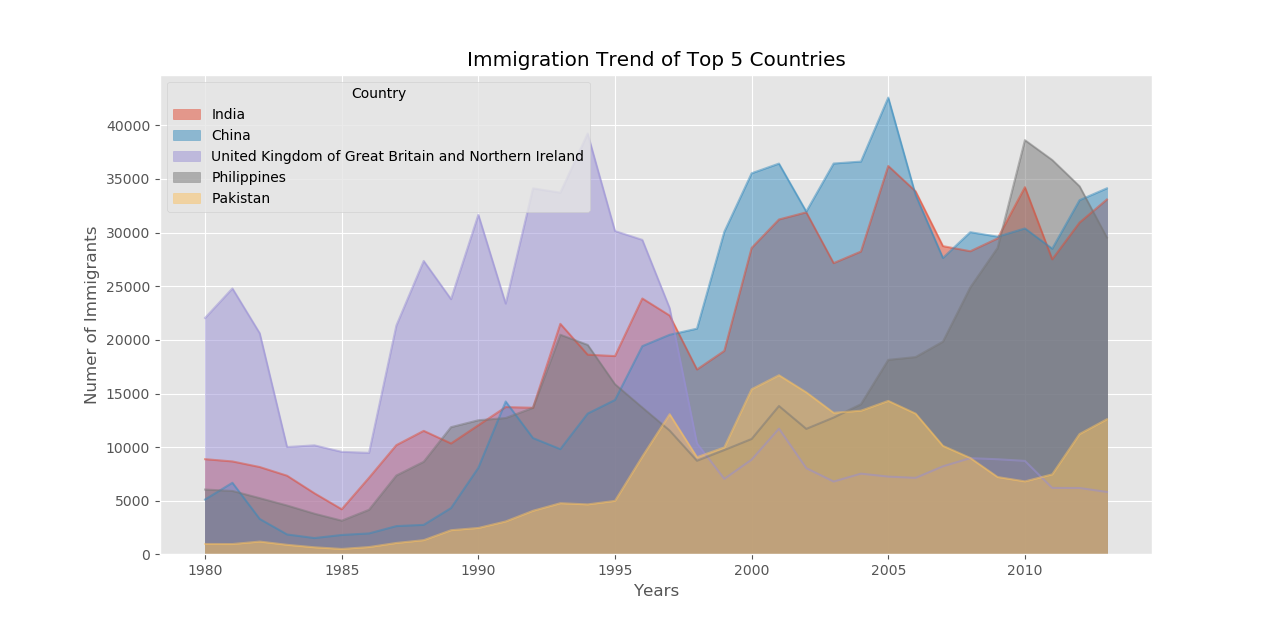 Immigration Trend of Top 5 Countries
Country
India
China
United Kingdom of Great Britain and Northern Ireland
Philippines
Pakistan
40000
35000
30000
25000
20000
15000
10000
5000
0
Numer of Immigrants
1980 1985 1990 1995 2000 2005 2010
Years